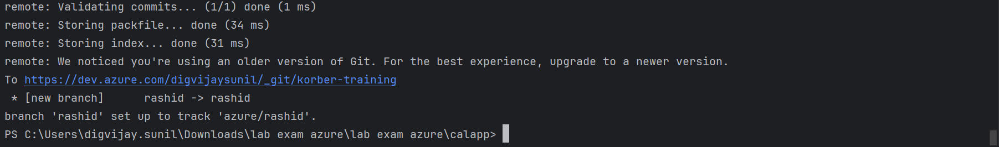 remote: Validating commits... (1/1) done (1 ms)
remote: Storing packfile... done (34 ms)
remote: Storing index... done (31 ms)
remote: We noticed you're using an older version of Git. For the best experience, upgrade to a newer version.
To https://dev.azure.com/digvijaysunil/_git/korber-training
 * [new branch]      rashid -> rashid
branch 'rashid' set up to track 'azure/rashid'.
PS C:\Users\digvijay.sunil\Downloads\lab exam azure\lab exam azure\calapp>